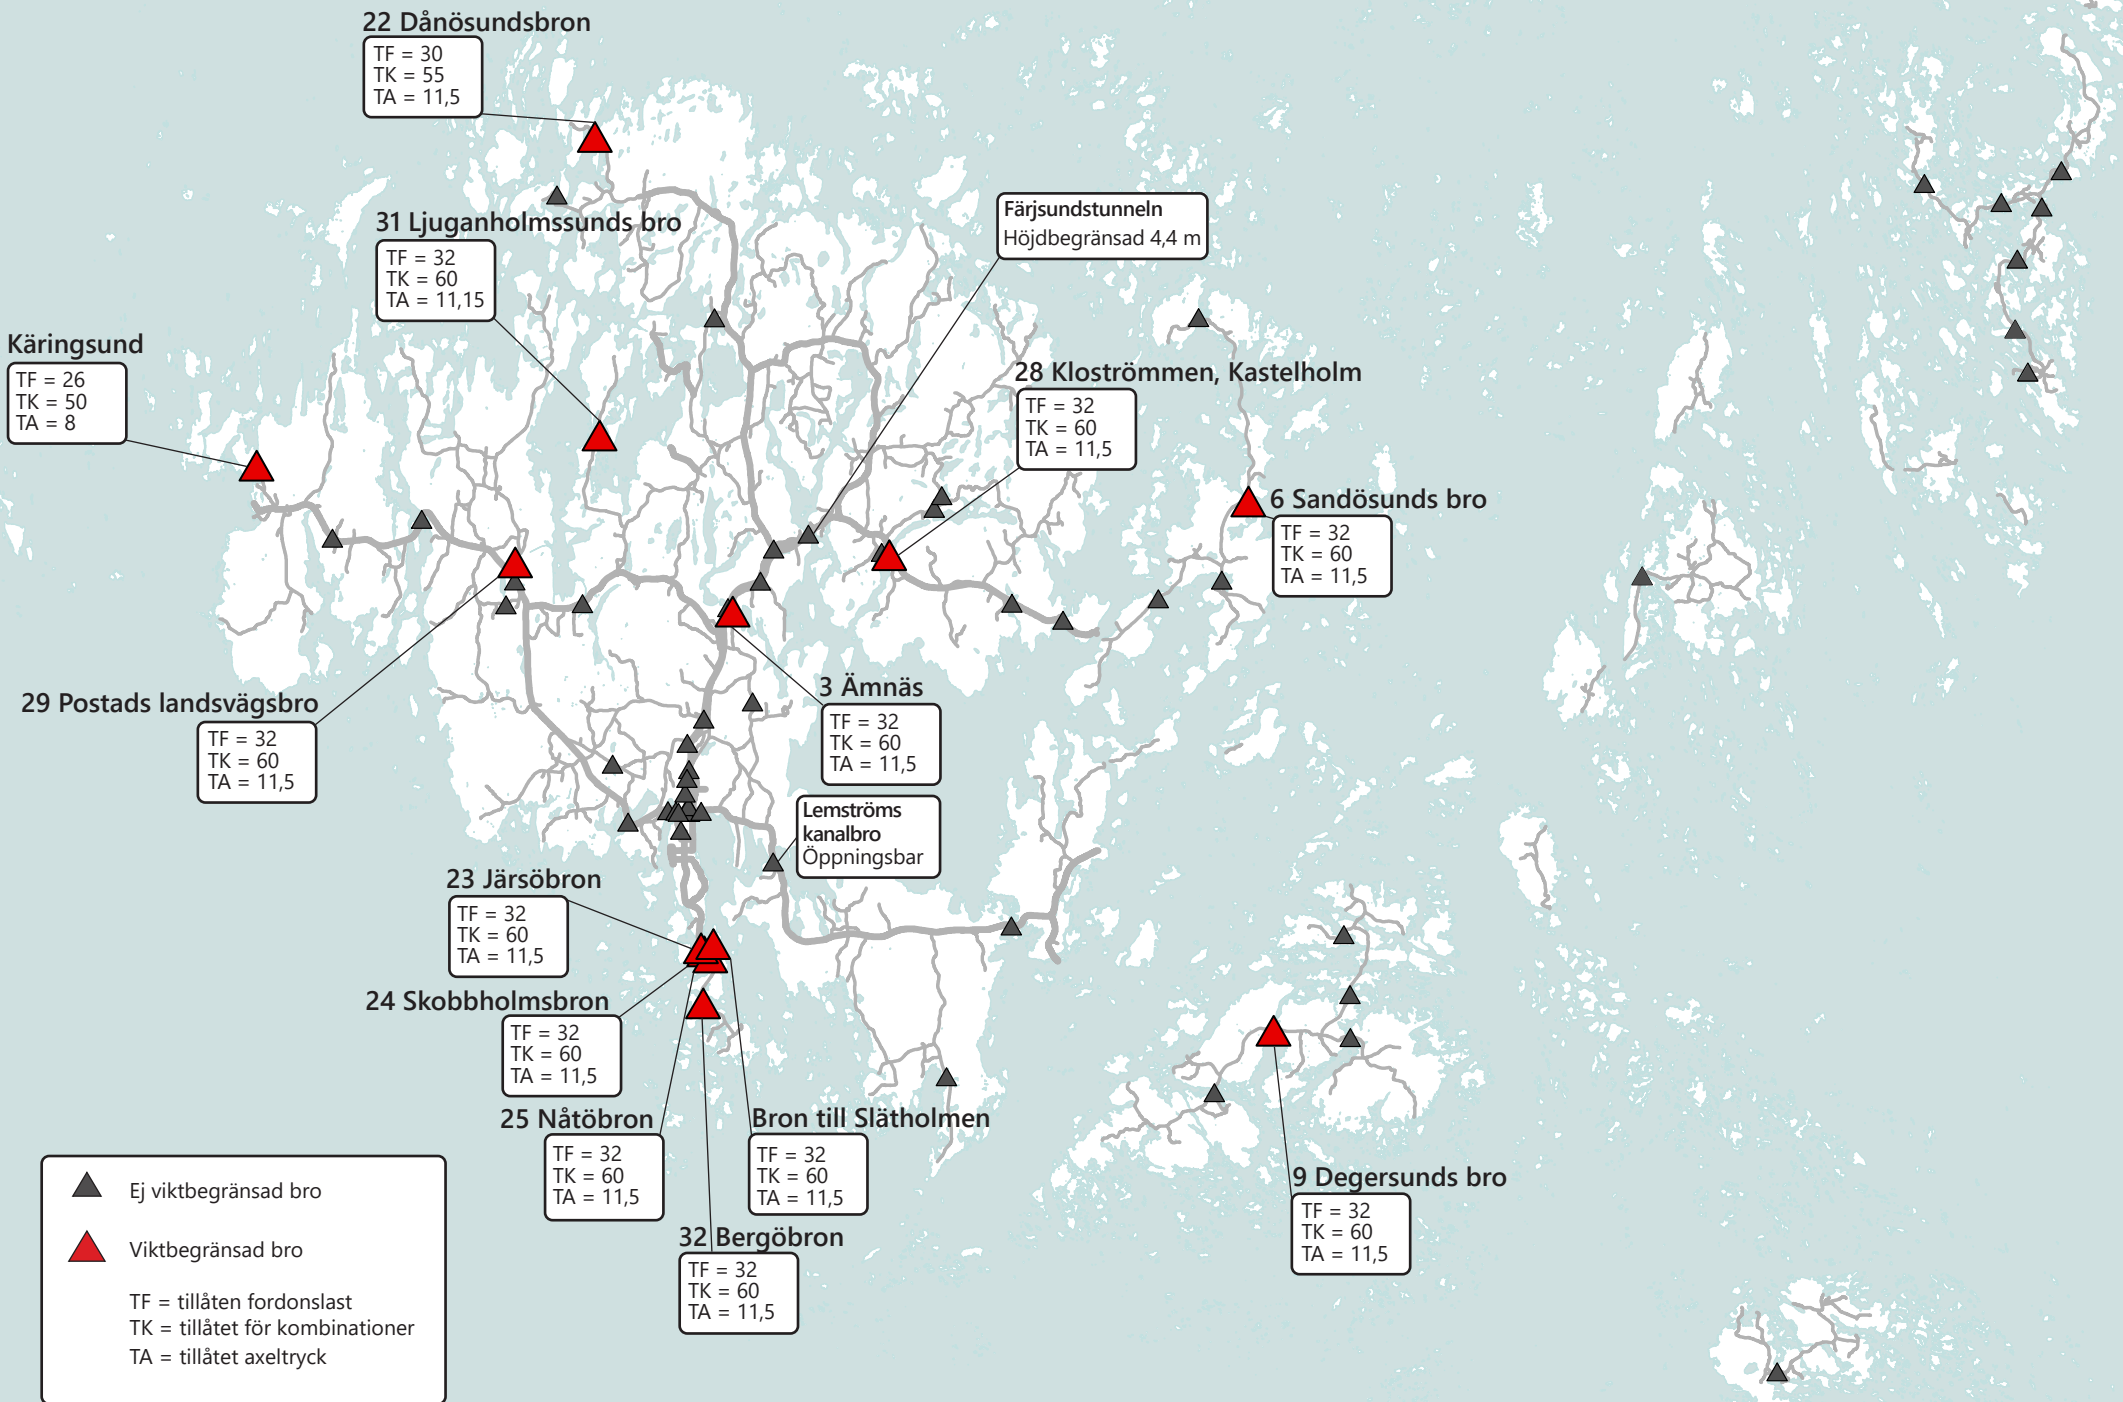 22 Dånösundsbron
TF = 30
TK = 55
TA = 11,5
31 Ljuganholmssunds bro
TF = 32
TK = 60
TA = 11,15
Färjsundstunneln
Höjdbegränsad 4,4 m
Käringsund
TF = 26
TK = 50
TA = 8
28 Kloströmmen, Kastelholm
TF = 32
TK = 60
TA = 11,5
6 Sandösunds bro
TF = 32
TK = 60
TA = 11,5
29 Postads landsvägsbro
TF = 32
TK = 60
TA = 11,5
3 Ämnäs
TF = 32
TK = 60
TA = 11,5
Lemströms
kanalbro
Öppningsbar
23 Järsöbron
TF = 32
TK = 60
TA = 11,5
24 Skobbholmsbron
TF = 32
TK = 60
TA = 11,5
25 Nåtöbron
TF = 32
TK = 60
TA = 11,5
Bron till Slätholmen
TF = 32
TK = 60
TA = 11,5
32 Bergöbron
TF = 32
TK = 60
TA = 11,5
9 Degersunds bro
TF = 32
TK = 60
TA = 11,5
Ej viktbegränsad bro
Viktbegränsad bro
TF = tillåten fordonslast
TK = tillåtet för kombinationer
TA = tillåtet axeltryck